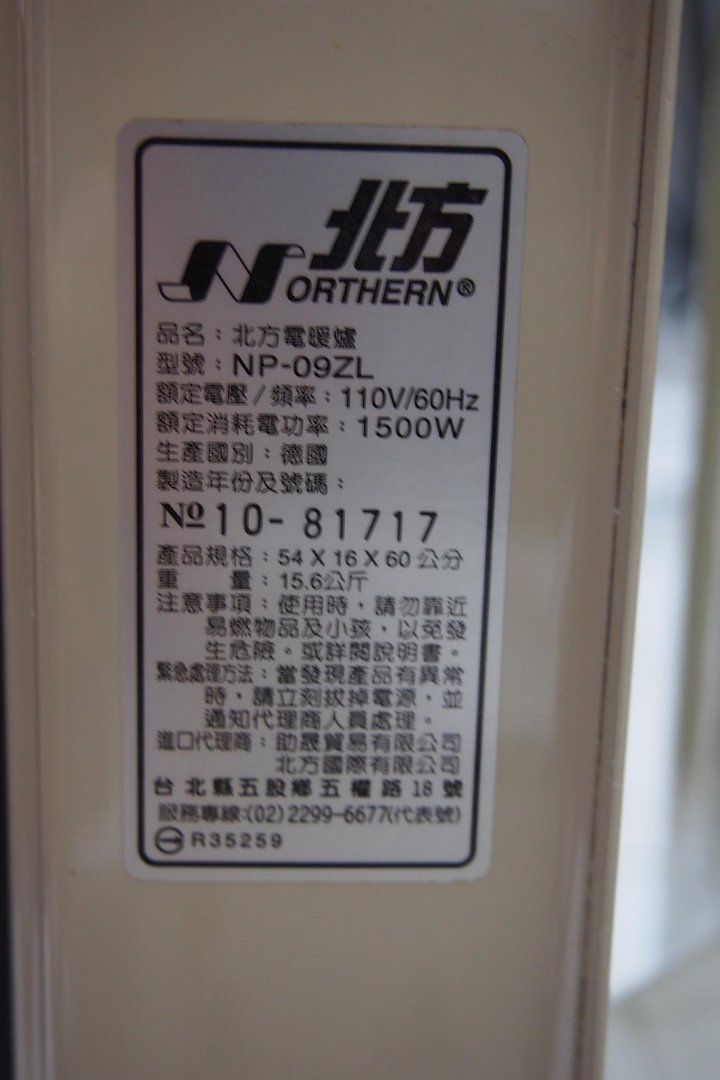 北方
NORTHERN®
品名：北方電暖爐
型號：NP-09ZL
額定電壓/頻率：110V/60Hz
額定消耗電功率：1500W
生產國別：德國
製造年份及號碼：
№10-81717
產品規格：54 X 16 X 60 公分
重　　量：15.6公斤
注意事項：使用時，請勿靠近
易燃物品及小孩，以免發
生危險。或詳閱說明書。
緊急處理方法：當發現產品有異常
時，請立刻拔掉電源，並
通知代理商人員處理。
進口代理商：助晟貿易有限公司
北方國際有限公司
台北縣五股鄉五權路18號
服務專線:(02)2299-6677(代表號)
R35259